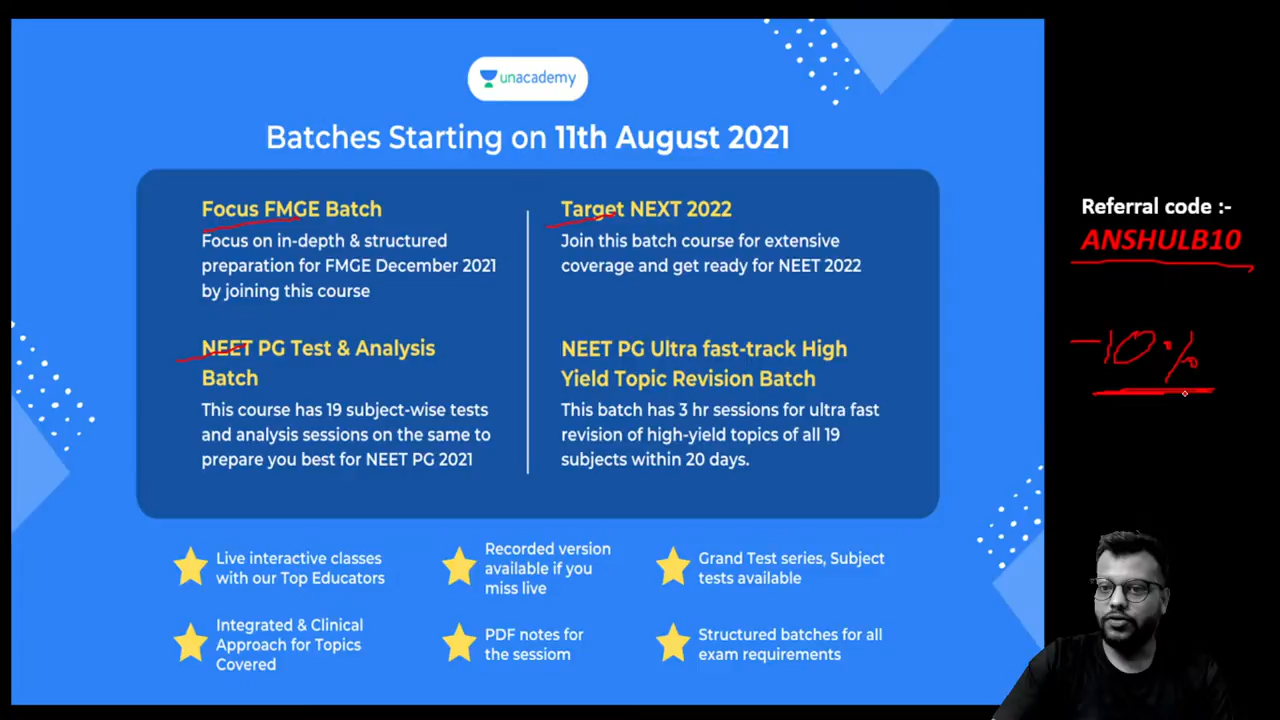 unacademy
Batches Starting on 11th August 2021
Focus FMGE Batch
Focus on in-depth & structured
preparation for FMGE December 2021
by joining this course
Target NEXT 2022
Join this batch course for extensive
coverage and get ready for NEET 2022
NEET PG Test & Analysis
Batch
This course has 19 subject-wise tests
and analysis sessions on the same to
prepare you best for NEET PG 2021
NEET PG Ultra fast-track High
Yield Topic Revision Batch
This batch has 3 hr sessions for ultra fast
revision of high-yield topics of all 19
subjects within 20 days.
Live interactive classes
with our Top Educators
Recorded version
available if you
miss live
Grand Test series, Subject
tests available
Integrated & Clinical
Approach for Topics
Covered
PDF notes for
the sessiom
Structured batches for all
exam requirements
Referral code :-
ANSHULB10
-10%